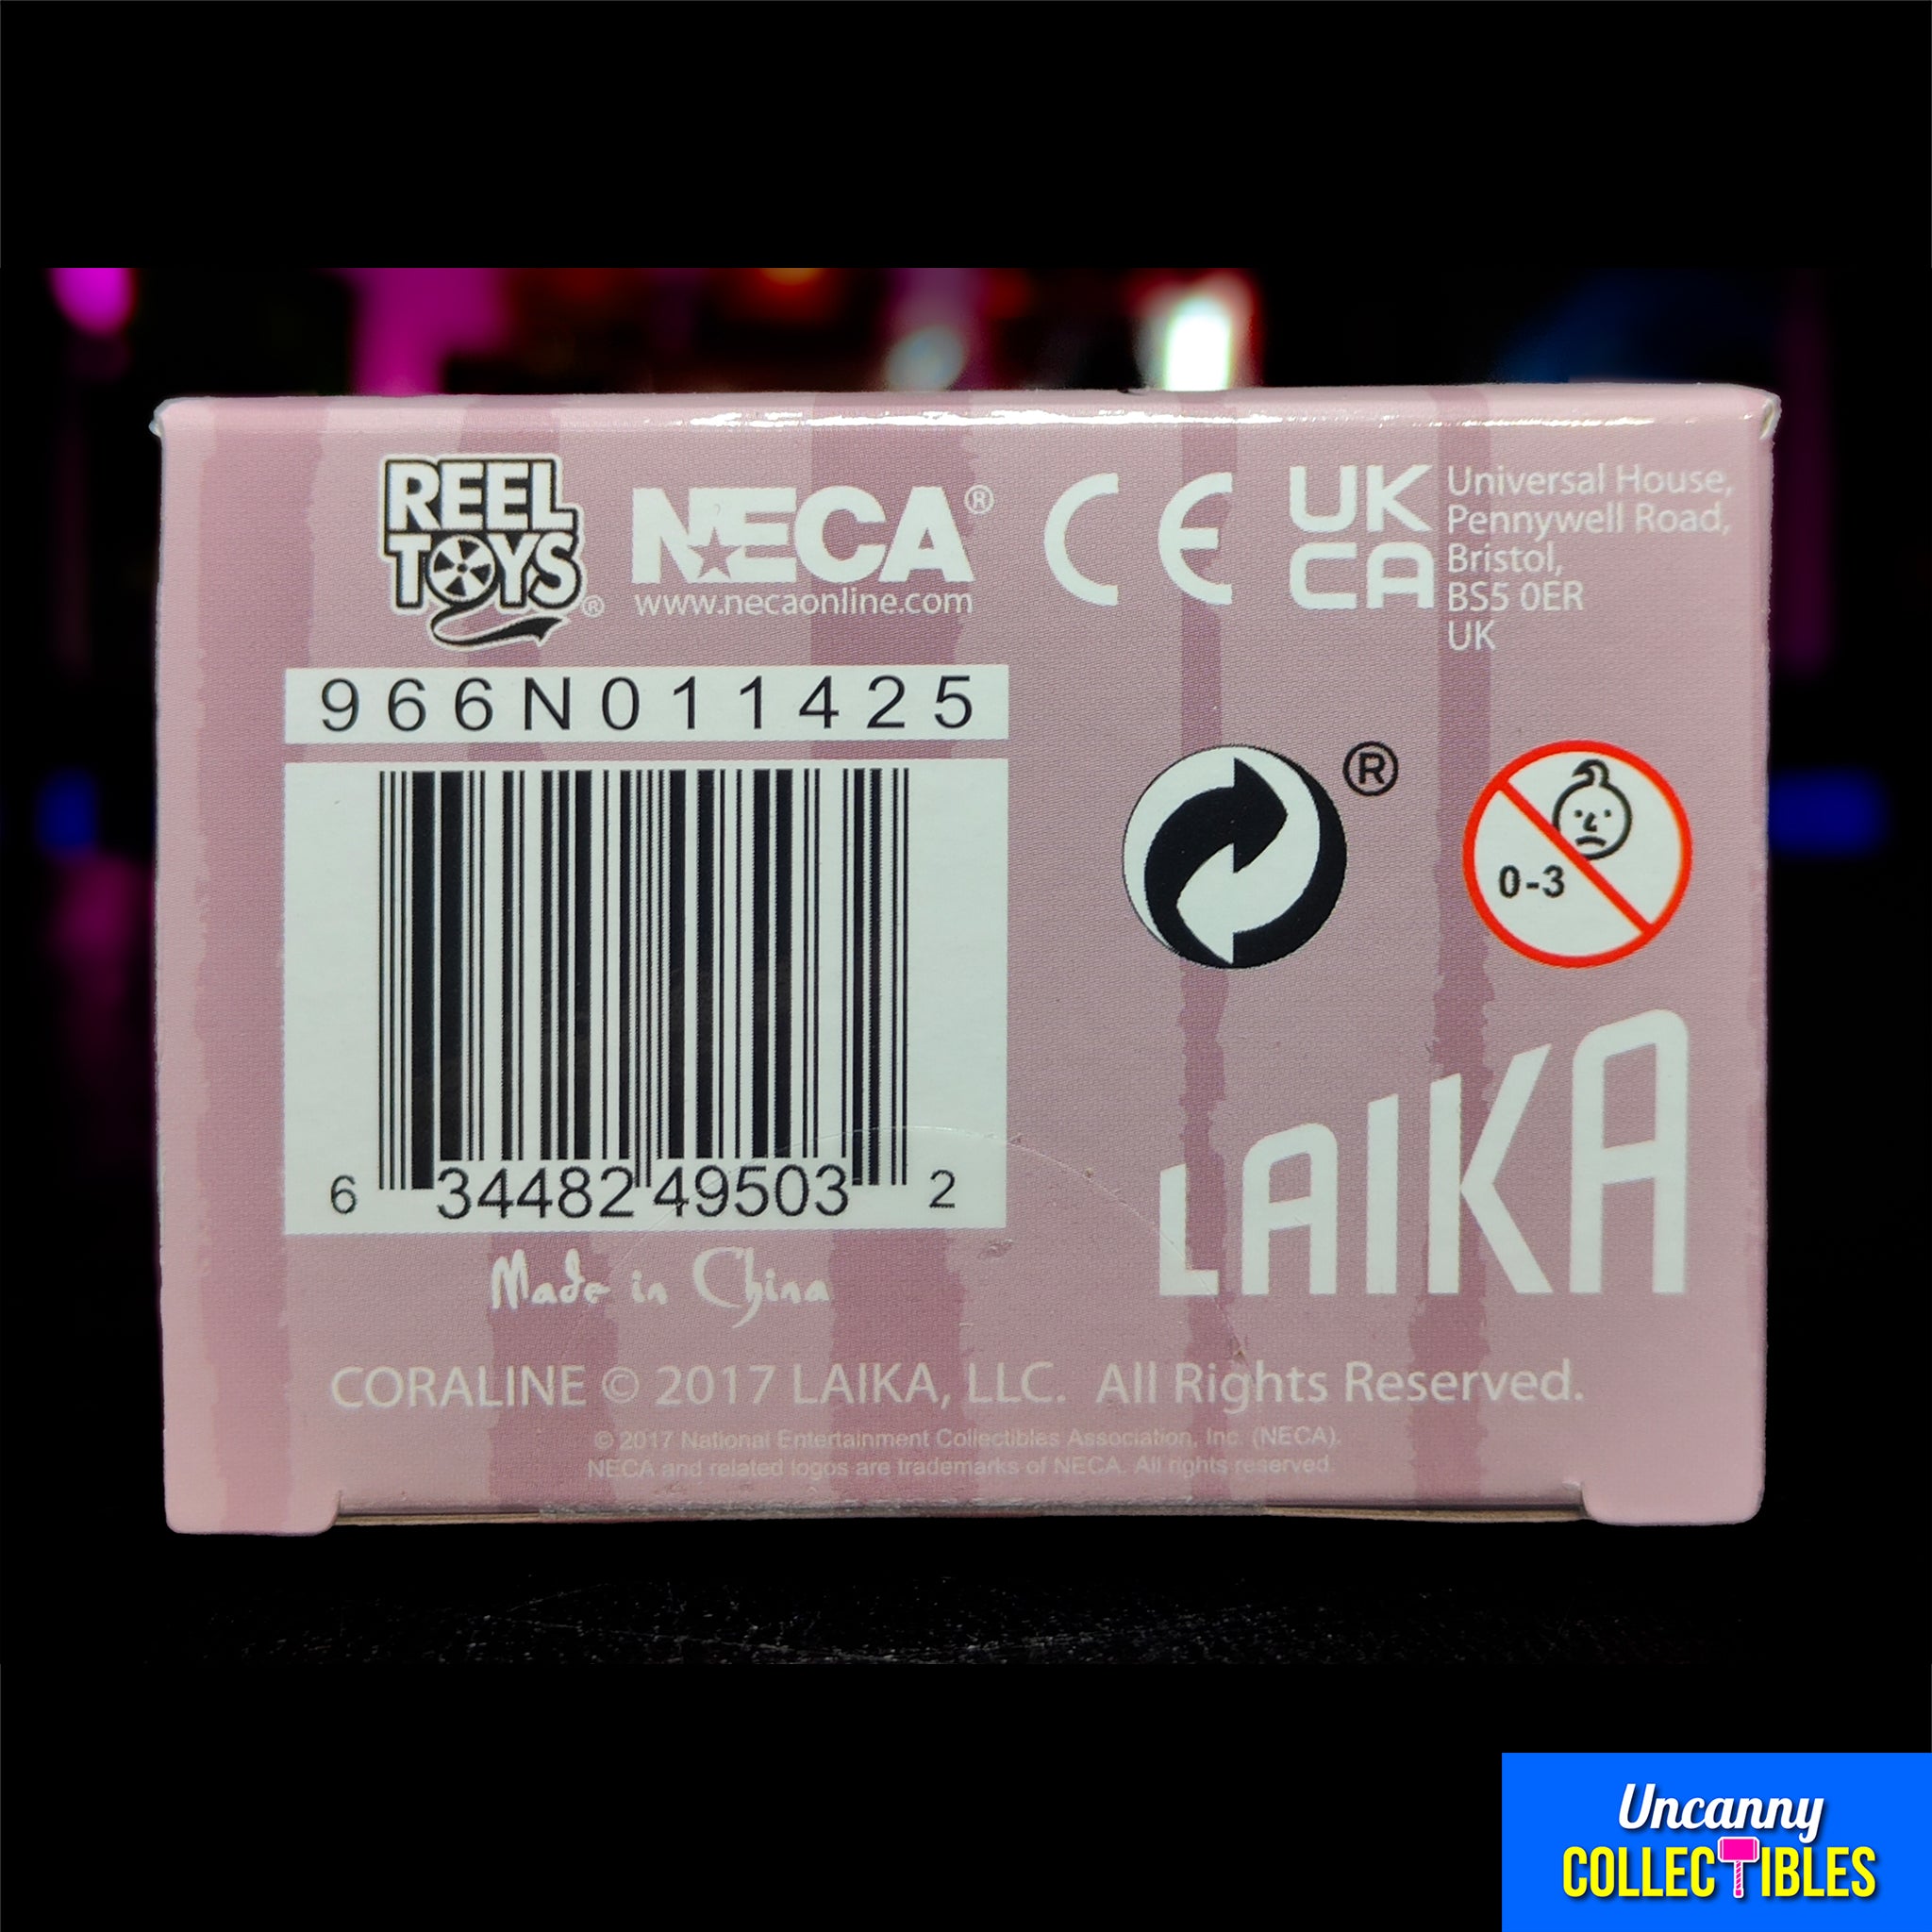 REEL
TOYS®
NECA®
www.necaonline.com
CE
UK
CA
Universal House,
Pennywell Road,
Bristol,
BS5 0ER
UK
966N011425
6 34482 49503 2
®
0-3
Made in China
LAIKA
CORALINE © 2017 LAIKA, LLC. All Rights Reserved.
© 2017 National Entertainment Collectibles Association, Inc. (NECA).
NECA and related logos are trademarks of NECA. All rights reserved.
Uncanny
COLLECTIBLES